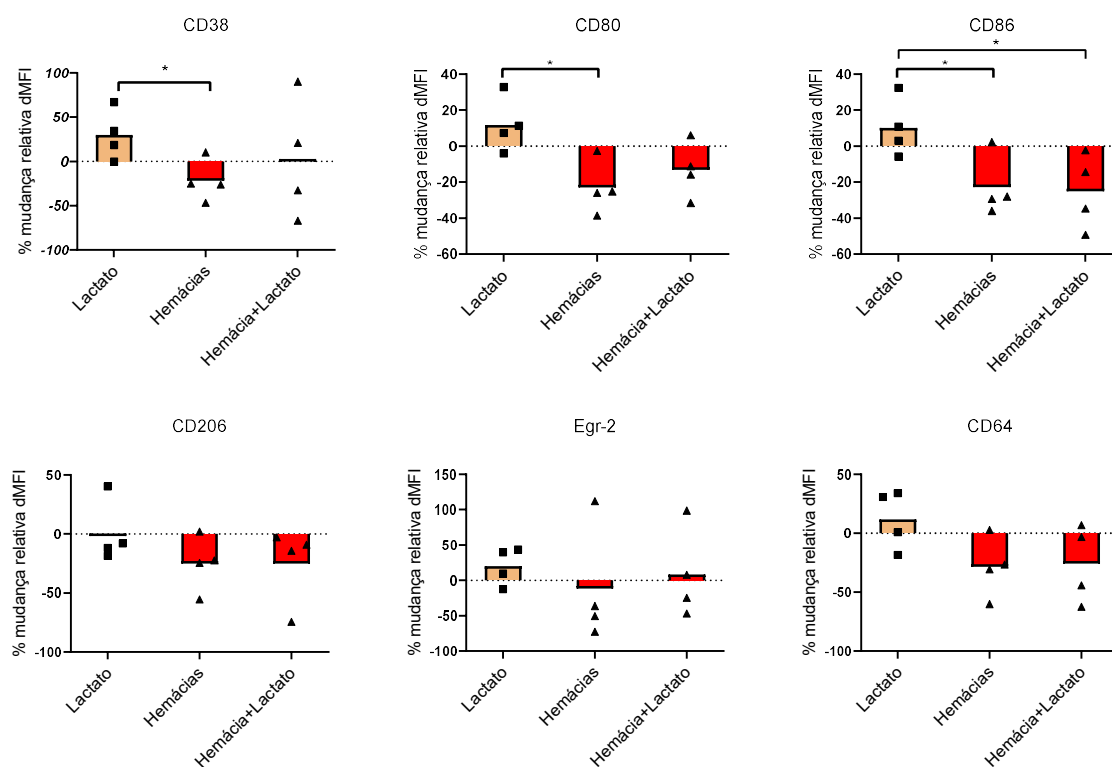 CD38
% mudança relativa dMFI
100
50
0
-50
-100
*
Lactato
Hemácias
Hemácia+Lactato
CD80
% mudança relativa dMFI
40
20
0
-20
-40
-60
*
Lactato
Hemácias
Hemácia+Lactato
CD86
% mudança relativa dMFI
40
20
0
-20
-40
-60
*
*
Lactato
Hemácias
Hemácia+Lactato
CD206
% mudança relativa dMFI
50
0
-50
-100
Lactato
Hemácias
Hemácia+Lactato
Egr-2
% mudança relativa dMFI
150
100
50
0
-50
-100
Lactato
Hemácias
Hemácia+Lactato
CD64
% mudança relativa dMFI
50
0
-50
-100
Lactato
Hemácias
Hemácia+Lactato